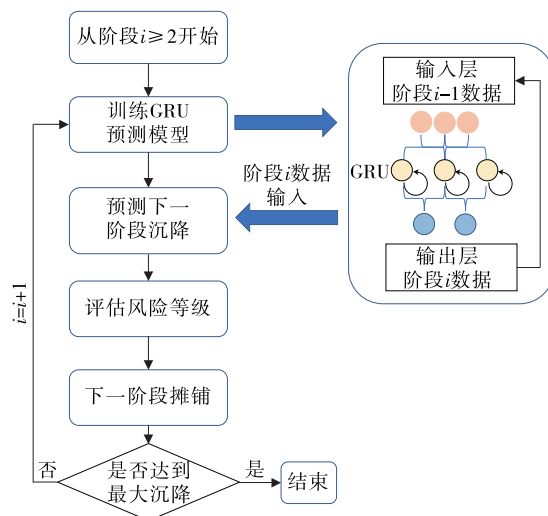 从阶段i≥2开始
训练GRU
预测模型
预测下一
阶段沉降
评估风险等级
下一阶段摊铺
是否达到
最大沉降
否
是
结束
i=i+1
阶段i数据
输入
输入层
阶段i−1数据
GRU
输出层
阶段i数据